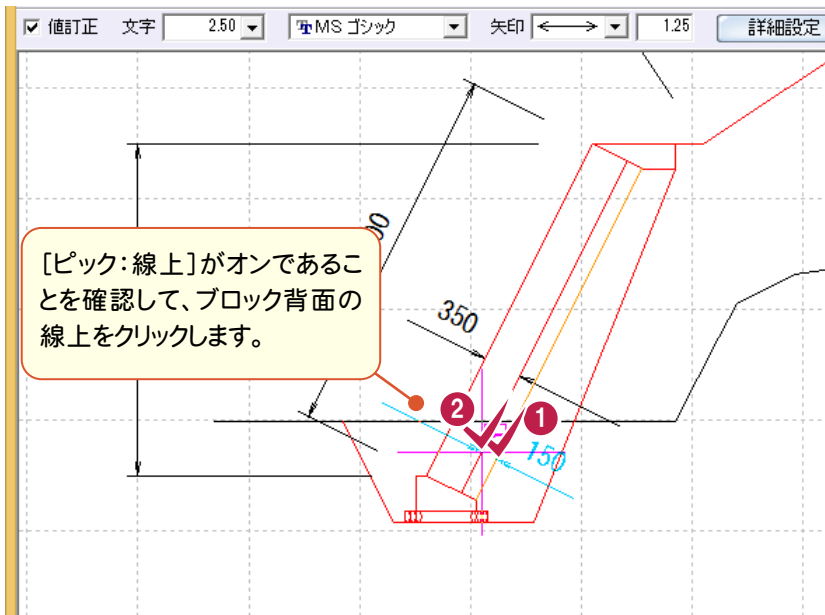 値訂正 文字 2.50 MS ゴシック 矢印 1.25 詳細設定
00
[ピック:線上]がオンであるこ
とを確認して、ブロック背面の
線上をクリックします。
350
2 1
150